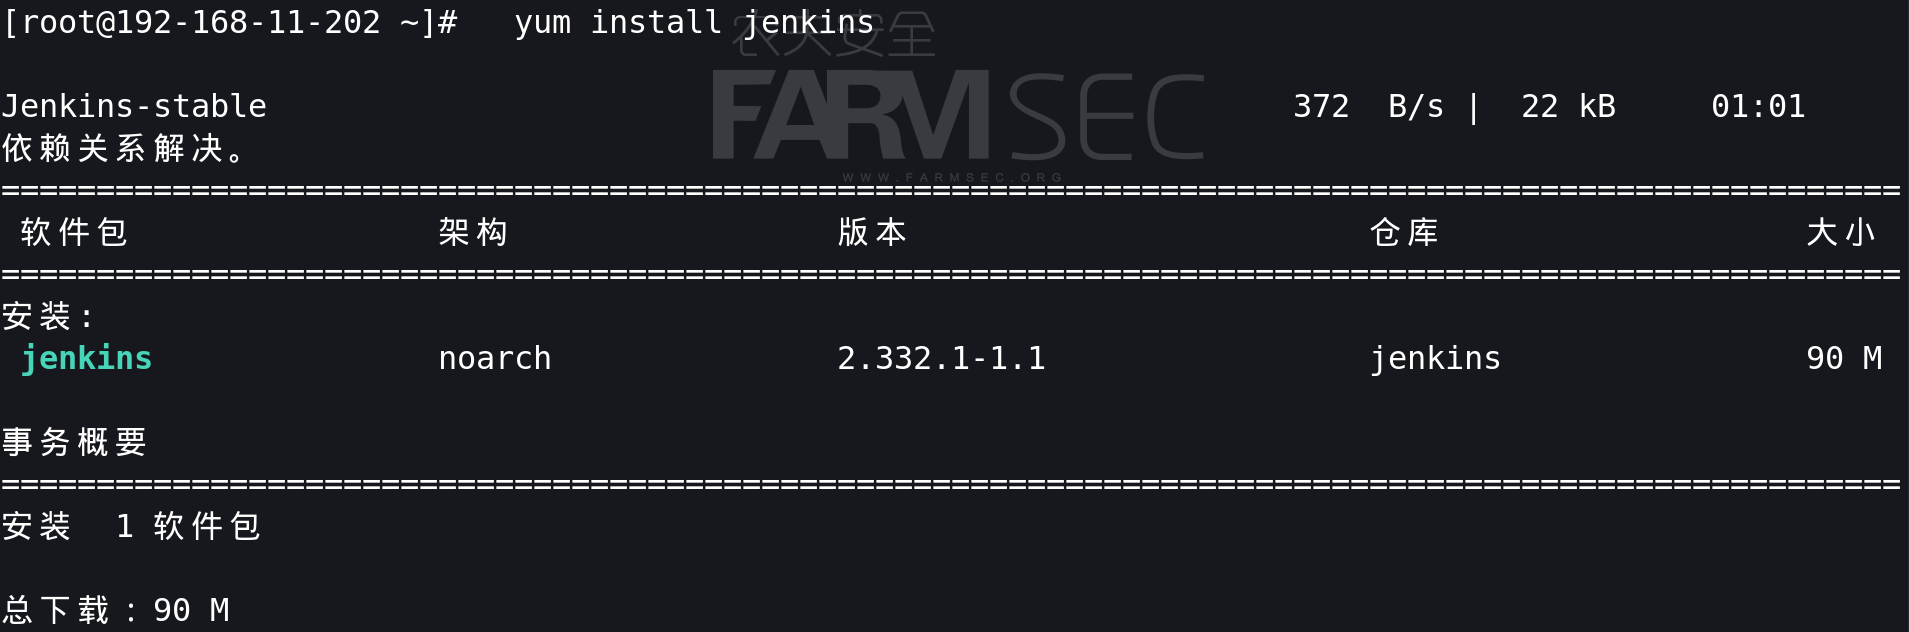 [root@192-168-11-202 ~]#   yum install jenkins
农夫安全
FARMSEC
WWW.FARMSEC.ORG
Jenkins-stable                                                      372  B/s |  22 kB     01:01
依赖关系解决。
====================================================================================================
 软件包                架构                 版本                        仓库                   大小
====================================================================================================
安装:
 jenkins               noarch               2.332.1-1.1                 jenkins                90 M
事务概要
====================================================================================================
安装  1 软件包
总下载：90 M